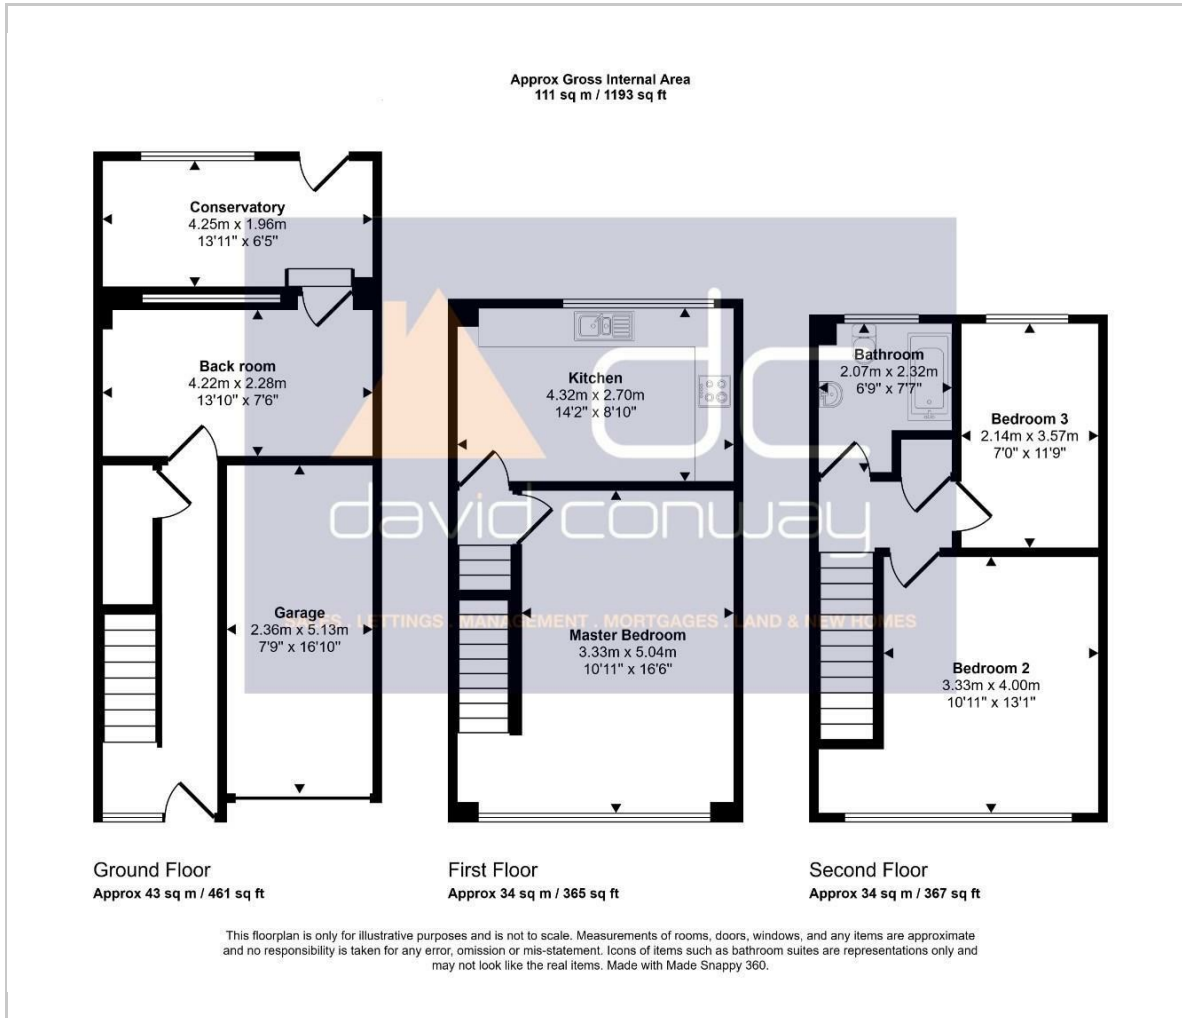 Approx Gross Internal Area
111 sq m / 1193 sq ft
Conservatory
4.25m x 1.96m
13'11" x 6'5"
Back room
4.22m x 2.28m
13'10" x 7'6"
Garage
2.36m x 5.13m
7'9" x 16'10"
Kitchen
4.32m x 2.70m
14'2" x 8'10"
Master Bedroom
3.33m x 5.04m
10'11" x 16'6"
Bathroom
2.07m x 2.32m
6'9" x 7'7"
Bedroom 3
2.14m x 3.57m
7'0" x 11'9"
Bedroom 2
3.33m x 4.00m
10'11" x 13'1"
dc
david conway
SALES . LETTINGS . MANAGEMENT . MORTGAGES . LAND & NEW HOMES
Ground Floor
Approx 43 sq m / 461 sq ft
First Floor
Approx 34 sq m / 365 sq ft
Second Floor
Approx 34 sq m / 367 sq ft
This floorplan is only for illustrative purposes and is not to scale. Measurements of rooms, doors, windows, and any items are approximate
and no responsibility is taken for any error, omission or mis-statement. Icons of items such as bathroom suites are representations only and
may not look like the real items. Made with Made Snappy 360.